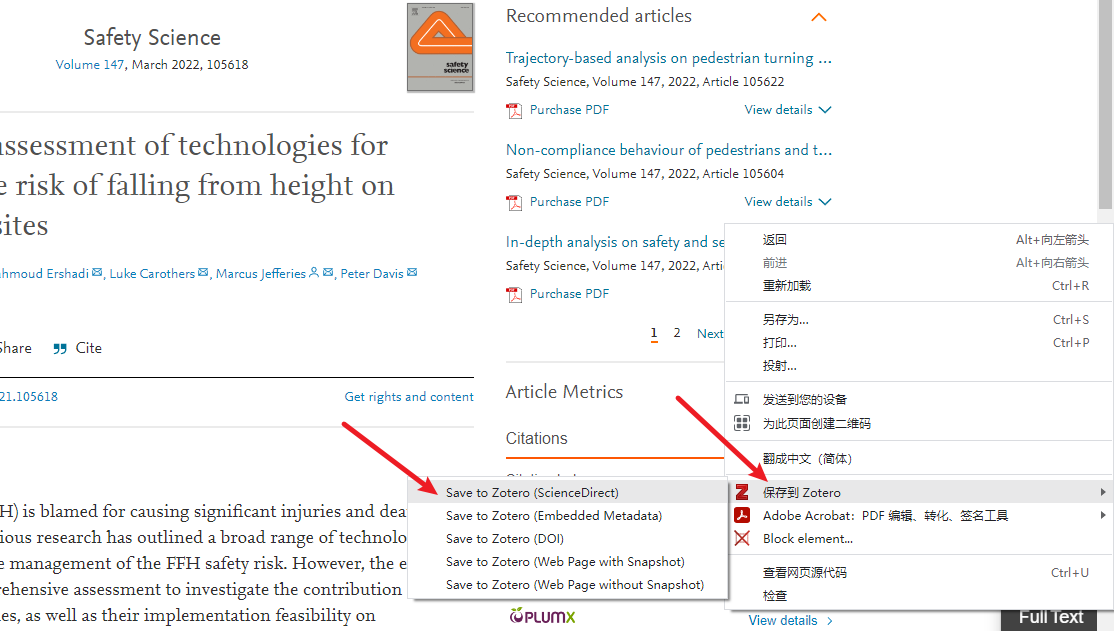 Safety Science
Volume 147, March 2022, 105618
safety
science
assessment of technologies for
e risk of falling from height on
sites
ahmoud Ershadi, Luke Carothers, Marcus Jefferies, Peter Davis
Share
Cite
21.105618
Get rights and content
H) is blamed for causing significant injuries and dea
ious research has outlined a broad range of technolo
e management of the FFH safety risk. However, the e
rehensive assessment to investigate the contribution
es, as well as their implementation feasibility on
Recommended articles
Trajectory-based analysis on pedestrian turning ...
Safety Science, Volume 147, 2022, Article 105622
Purchase PDF
View details
Non-compliance behaviour of pedestrians and t...
Safety Science, Volume 147, 2022, Article 105604
Purchase PDF
View details
In-depth analysis on safety and se
Safety Science, Volume 147, 2022, Arti
Purchase PDF
1 2 Next
Article Metrics
Citations
PLUMX
View details
Full Text
返回 Alt+向左箭头
前进 Alt+向右箭头
重新加载 Ctrl+R
另存为... Ctrl+S
打印... Ctrl+P
投射...
发送到您的设备
为此页面创建二维码
翻成中文（简体）
保存到 Zotero
Adobe Acrobat：PDF 编辑、转化、签名工具
Block element...
查看网页源代码 Ctrl+U
检查
Save to Zotero (ScienceDirect)
Save to Zotero (Embedded Metadata)
Save to Zotero (DOI)
Save to Zotero (Web Page with Snapshot)
Save to Zotero (Web Page without Snapshot)